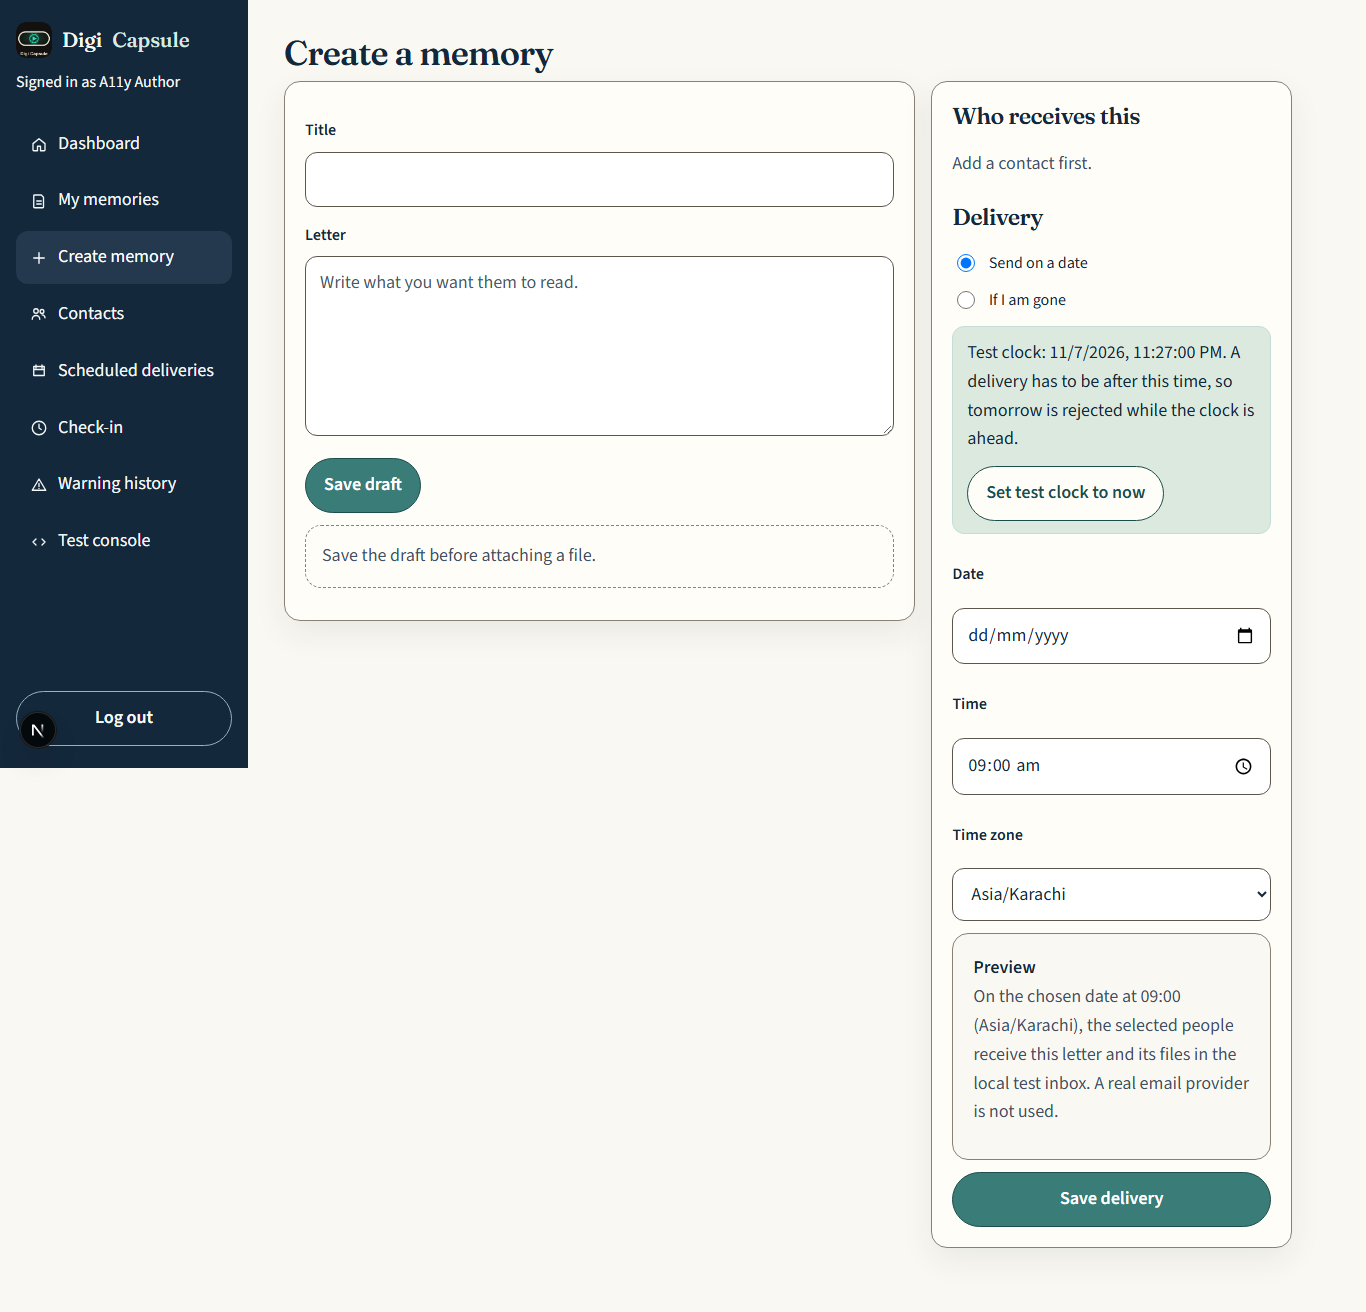 Digi Capsule
Digi Capsule
Signed in as A11y Author
Dashboard
My memories
Create memory
Contacts
Scheduled deliveries
Check-in
Warning history
Test console
Log out
N
Create a memory
Title
Letter
Write what you want them to read.
Save draft
Save the draft before attaching a file.
Who receives this
Add a contact first.
Delivery
Send on a date
If I am gone
Test clock: 11/7/2026, 11:27:00 PM. A
delivery has to be after this time, so
tomorrow is rejected while the clock is
ahead.
Set test clock to now
Date
dd/mm/yyyy
Time
09:00 am
Time zone
Asia/Karachi
Preview
On the chosen date at 09:00
(Asia/Karachi), the selected people
receive this letter and its files in the
local test inbox. A real email provider
is not used.
Save delivery